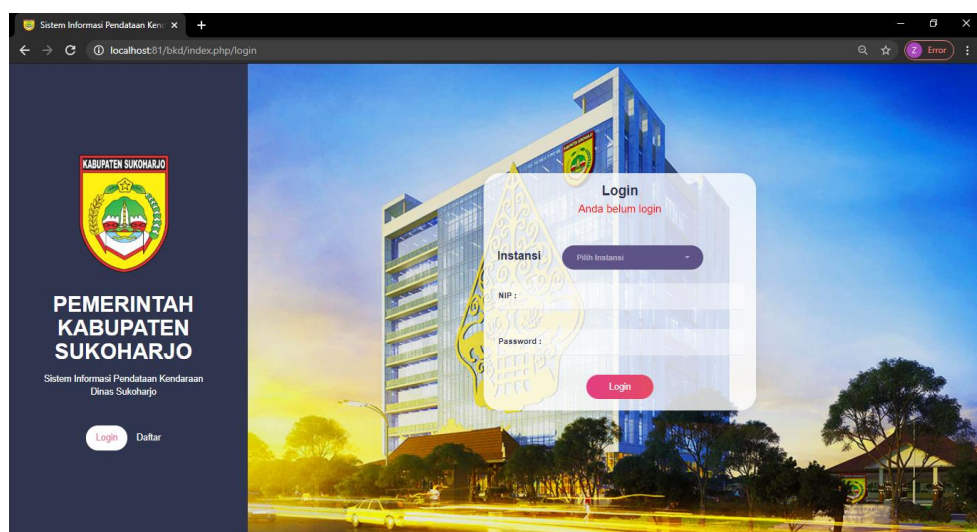 Sistem Informasi Pendataan Kend
localhost:81/bkd/index.php/login
Z Error
KABUPATEN SUKOHARJO
PEMERINTAH
KABUPATEN
SUKOHARJO
Sistem Informasi Pendataan Kendaraan
Dinas Sukoharjo
Login Daftar
Login
Anda belum login
Instansi Pilih Instansi
NIP :
Password :
Login